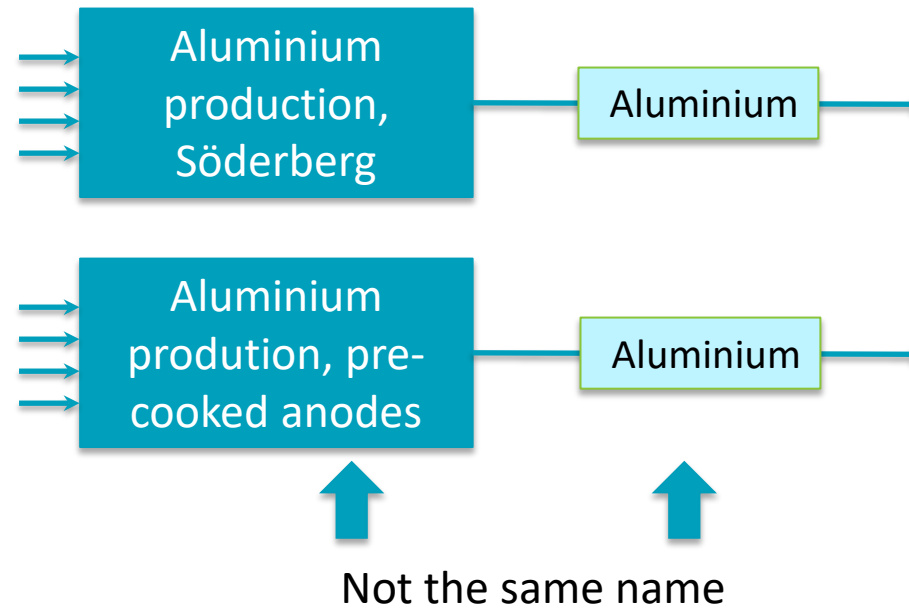 Aluminium
production,
Söderberg
Aluminium
Aluminium
prodution, pre-
cooked anodes
Aluminium
Not the same name